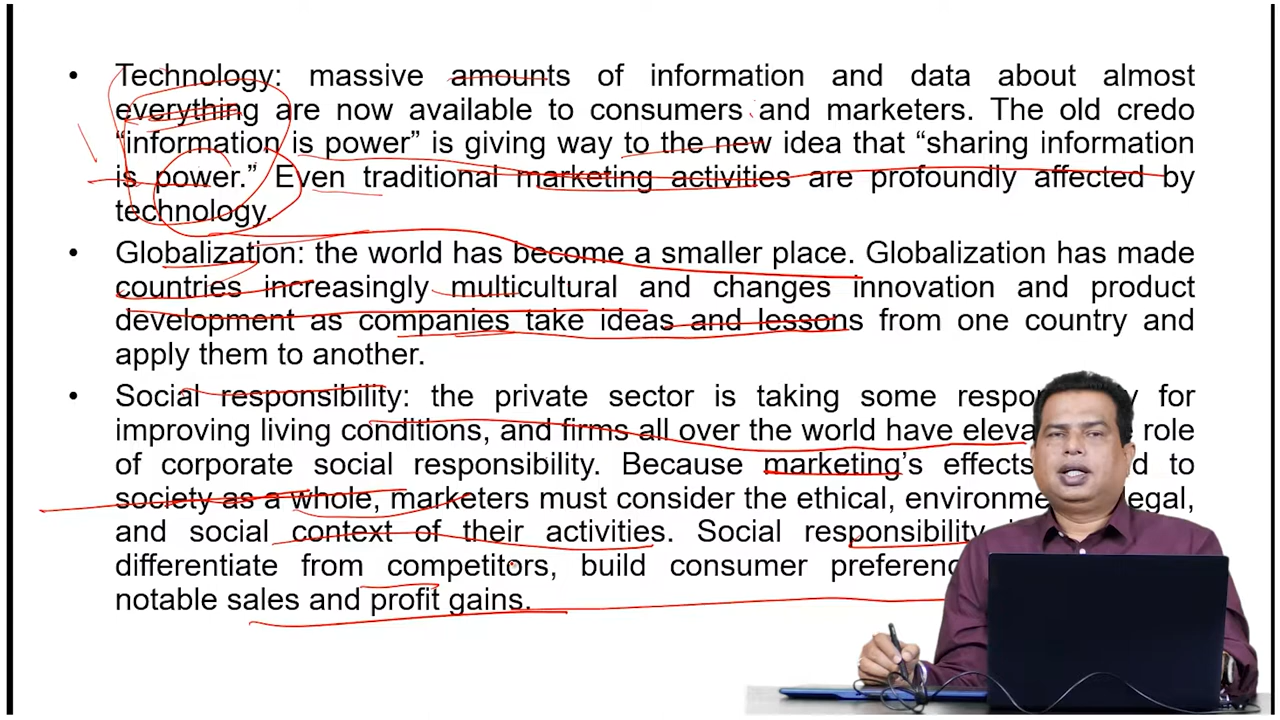 • Technology: massive amounts of information and data about almost
everything are now available to consumers and marketers. The old credo
“information is power” is giving way to the new idea that “sharing information
is power.” Even traditional marketing activities are profoundly affected by
technology.
• Globalization: the world has become a smaller place. Globalization has made
countries increasingly multicultural and changes innovation and product
development as companies take ideas and lessons from one country and
apply them to another.
• Social responsibility: the private sector is taking some for
improving living conditions, and firms all over the world have role
of corporate social responsibility. Because marketing’s effects to
society as a whole, marketers must consider the ethical, legal,
and social context of their activities. Social responsibility
differentiate from competitors, build consumer
notable sales and profit gains.